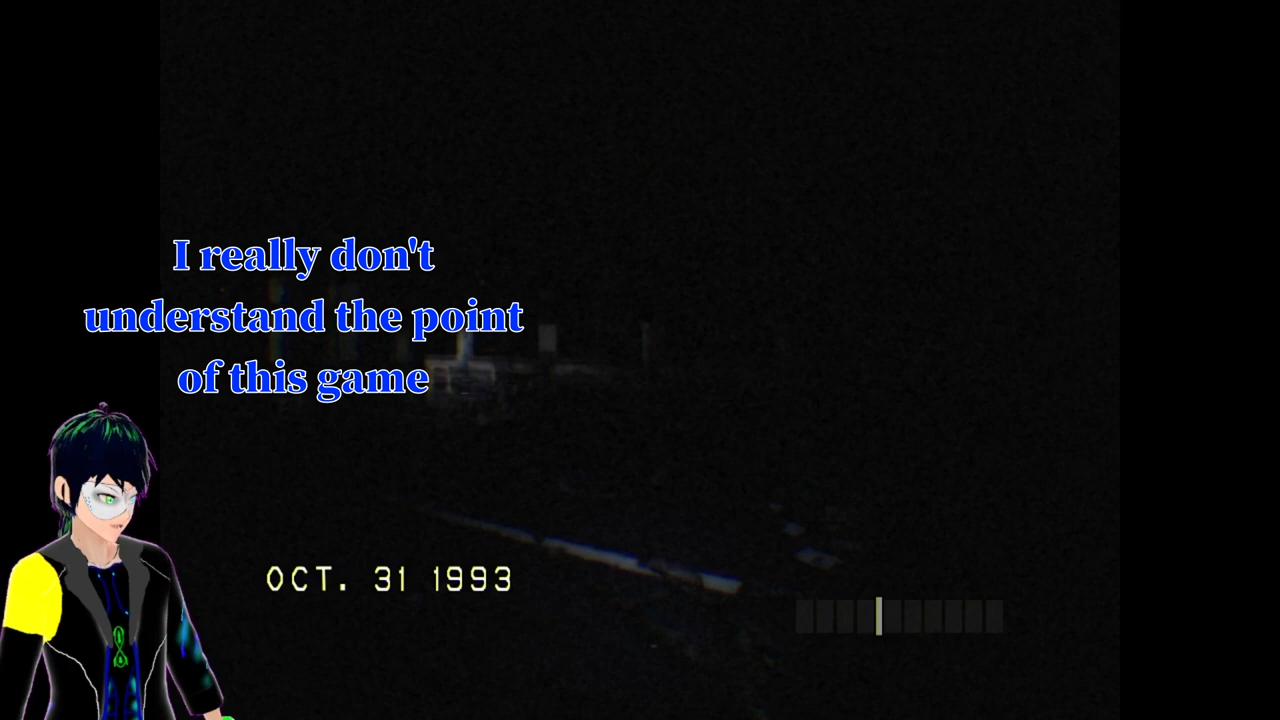 I really don't
understand the point
of this game
OCT. 31 1993